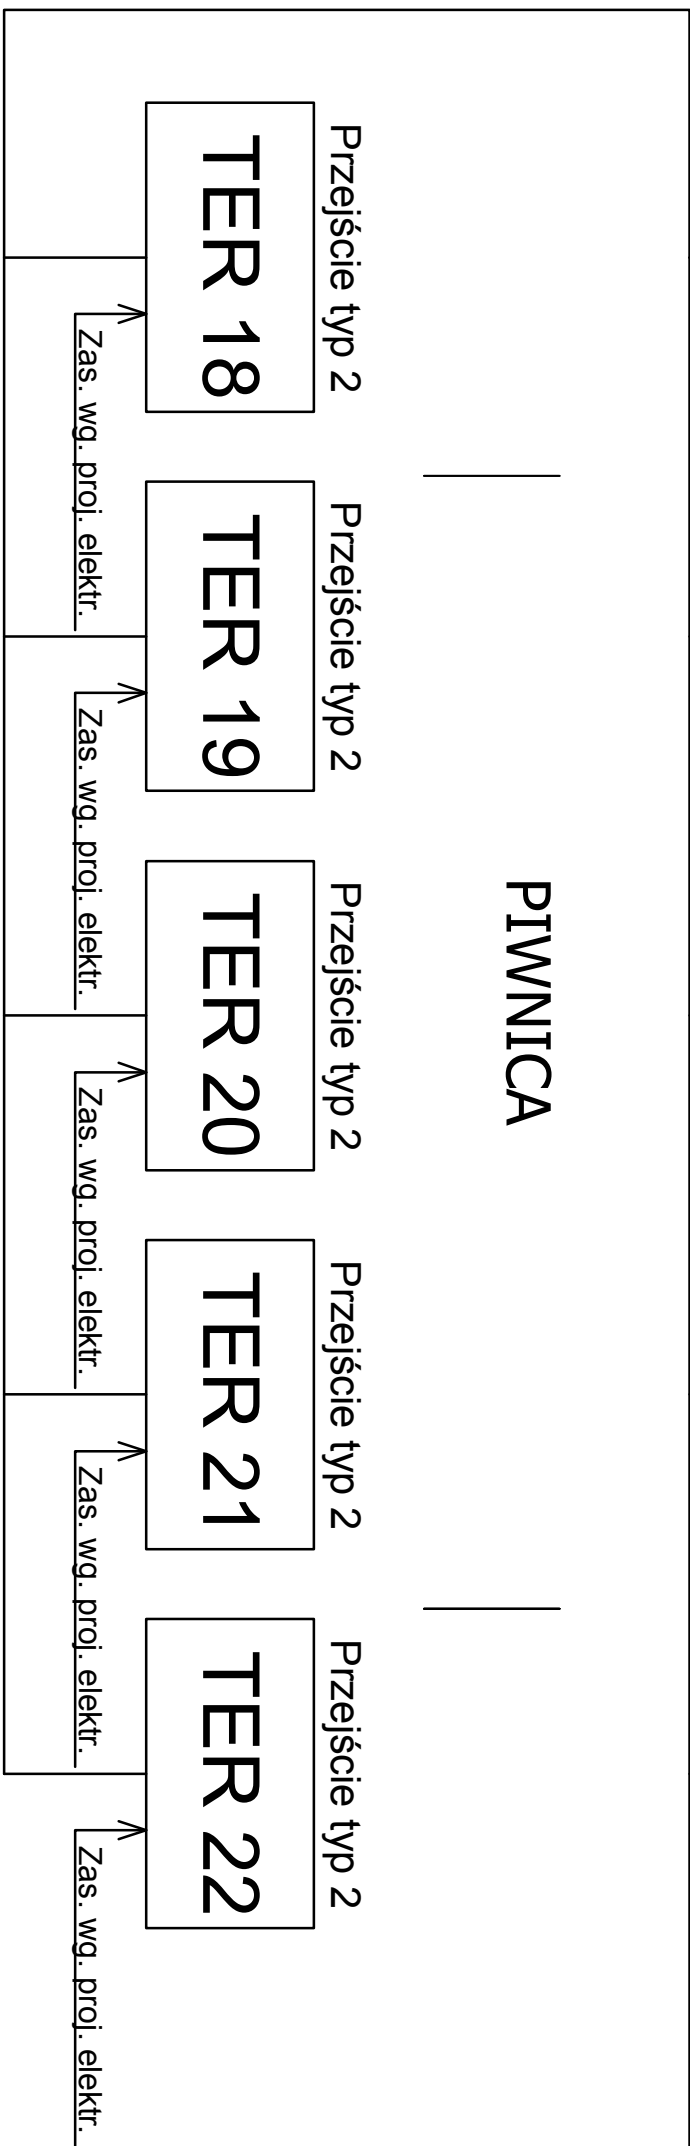 PIWNICA
Przejście typ 2
TER 18
Zas. wg. proj. elektr.
Przejście typ 2
TER 19
Zas. wg. proj. elektr.
Przejście typ 2
TER 20
Zas. wg. proj. elektr.
Przejście typ 2
TER 21
Zas. wg. proj. elektr.
Przejście typ 2
TER 22
Zas. wg. proj. elektr.